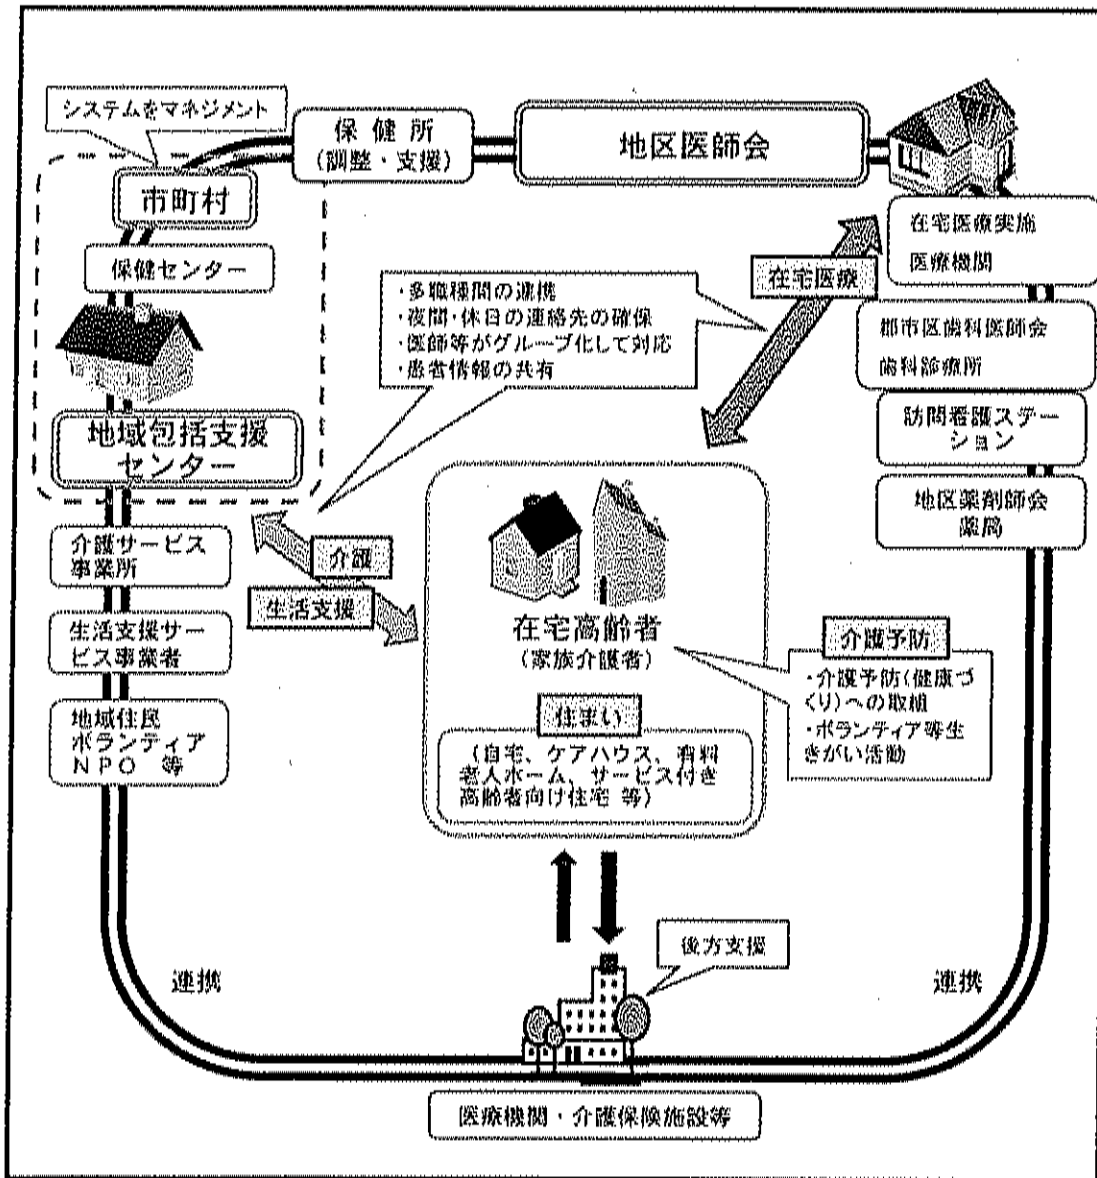 システムをマネジメント
保健所
(調整・支援)
地区医師会
市町村
保健センター
地域包括支援
センター
介護サービス
事業所
生活支援サー
ビス事業者
地域住民
ボランティア
NPO 等
・多職種間の連携
・夜間・休日の連絡先の確保
・医師等がグループ化して対応
・患者情報の共有
在宅医療
在宅医療実施
医療機関
郡市区歯科医師会
歯科診療所
訪問看護ステー
ション
地区薬剤師会
薬局
介護
生活支援
在宅高齢者
(家族介護者)
住まい
(自宅、ケアハウス、有料
老人ホーム、サービス付き
高齢者向け住宅 等)
介護予防
・介護予防(健康づ
くり)への取組
・ボランティア等生
きがい活動
後方支援
連携
連携
医療機関・介護保険施設等